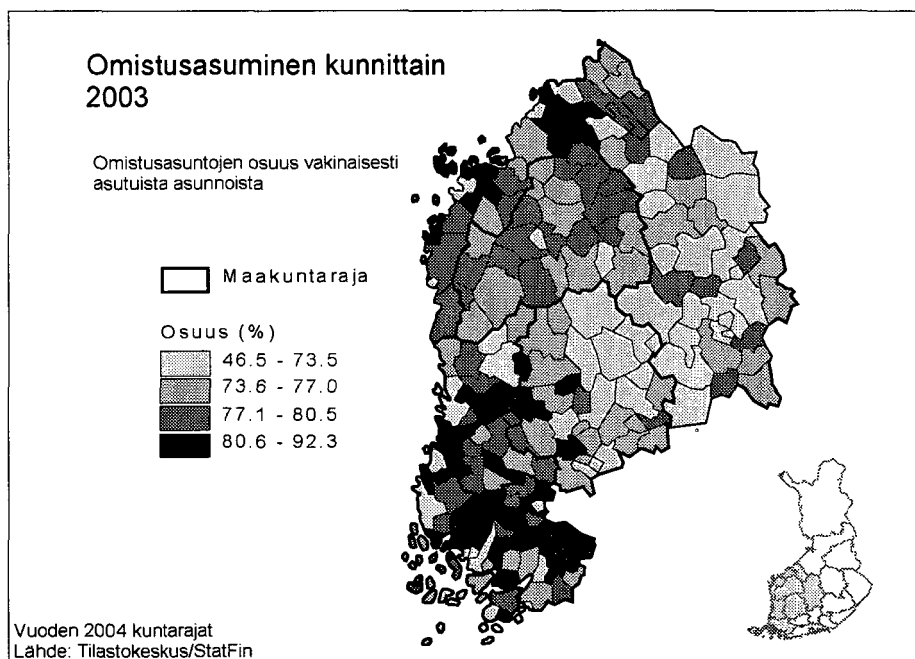 Omistusasuminen kunnittain
2003
Omistusasuntojen osuus vakinaisesti
asutuista asunnoista
Maakuntaraja
Osuus (%)
46.5 - 73.5
73.6 - 77.0
77.1 - 80.5
80.6 - 92.3
Vuoden 2004 kuntarajat
Lähde: Tilastokeskus/StatFin